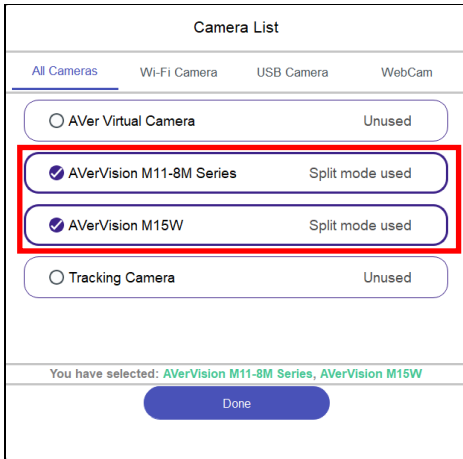 Camera List
All Cameras Wi-Fi Camera USB Camera WebCam
AVer Virtual Camera Unused
AVerVision M11-8M Series Split mode used
AVerVision M15W Split mode used
Tracking Camera Unused
You have selected: AVerVision M11-8M Series, AVerVision M15W
Done